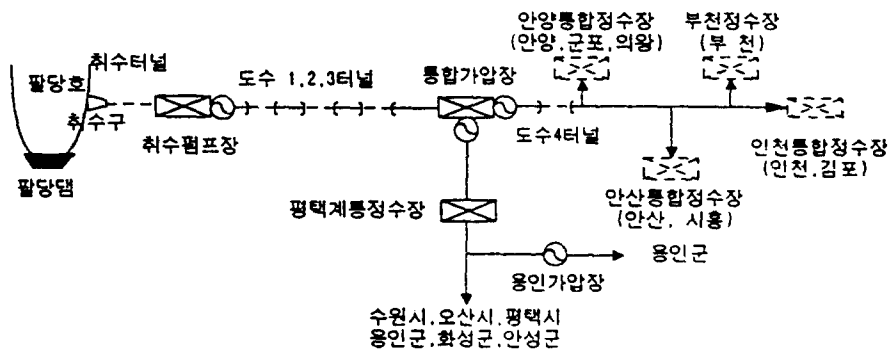 안양통합정수장
(안양,군포,의왕)
부천정수장
(부 천)
취수터널
팔당호
취수구
도수 1,2,3터널
통합가압장
취수펌프장
도수4터널
팔당댐
인천통합정수장
(인천,김포)
안산통합정수장
(안산, 시흥)
평택계통정수장
용인군
용인가압장
수원시,오산시,평택시
용인군,화성군,안성군